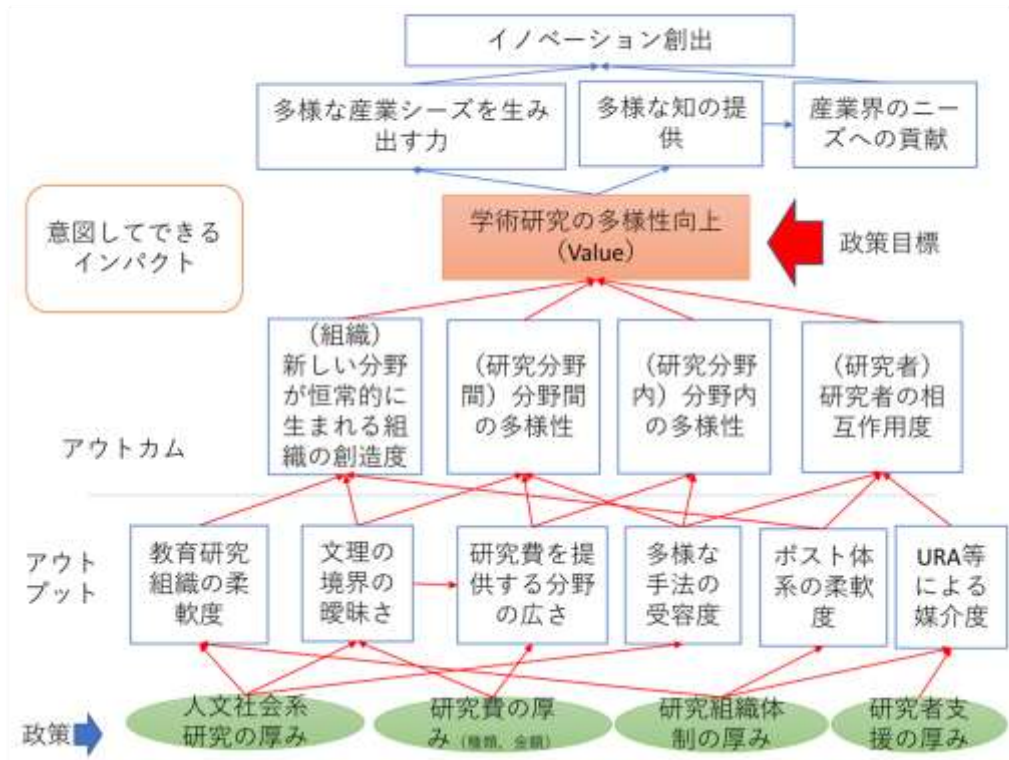 イノベーション創出
多様な産業シーズを生み
出す力
多様な知の提
供
産業界のニー
ズへの貢献
意図してできる
インパクト
学術研究の多様性向上
（Value）
政策目標
アウトカム
（組織）
新しい分野
が恒常的に
生まれる組
織の創造度
（研究分野
間）分野間
の多様性
（研究分野
内）分野内
の多様性
（研究者）
研究者の相
互作用度
アウト
プット
教育研究
組織の柔
軟度
文理の
境界の
曖昧さ
研究費を提
供する分野
の広さ
多様な
手法の
受容度
ポスト体
系の柔軟
度
URA等
による
媒介度
政策
人文社会系
研究の厚み
研究費の厚
み（種類、金額）
研究組織体
制の厚み
研究者支
援の厚み